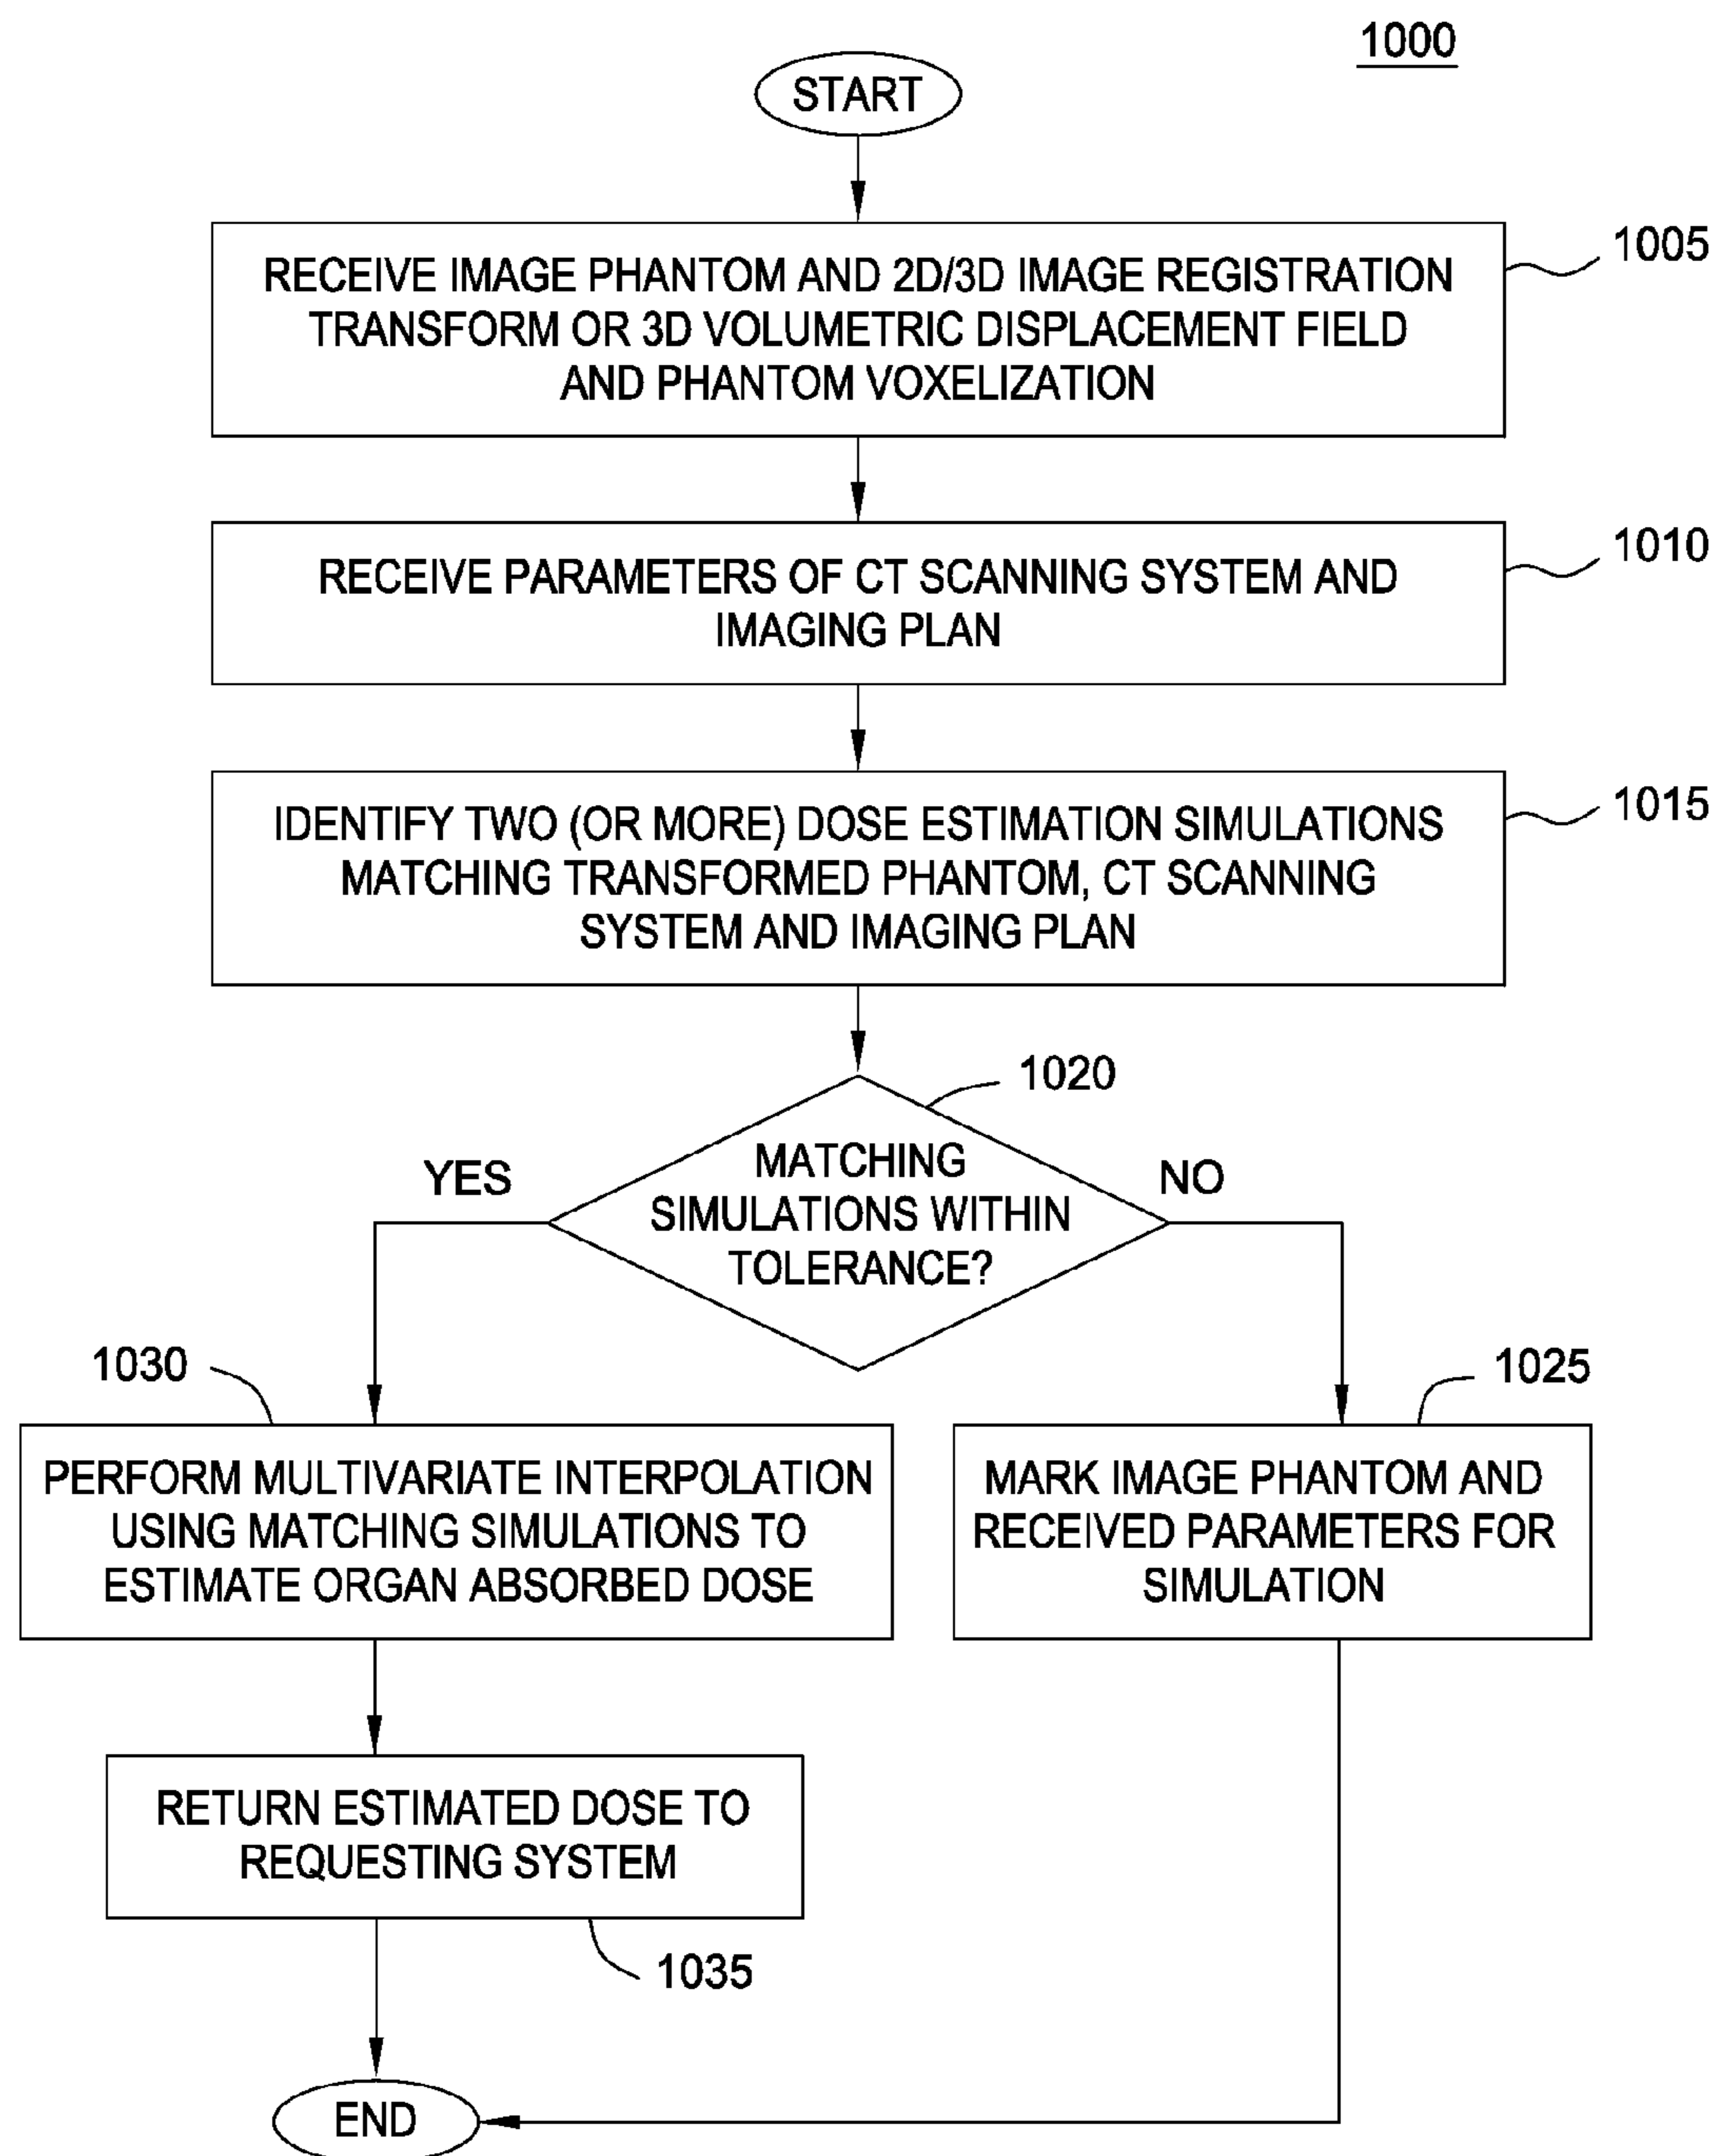 1000
START
RECEIVE IMAGE PHANTOM AND 2D/3D IMAGE REGISTRATION
TRANSFORM OR 3D VOLUMETRIC DISPLACEMENT FIELD
AND PHANTOM VOXELIZATION
1005
RECEIVE PARAMETERS OF CT SCANNING SYSTEM AND
IMAGING PLAN
1010
IDENTIFY TWO (OR MORE) DOSE ESTIMATION SIMULATIONS
MATCHING TRANSFORMED PHANTOM, CT SCANNING
SYSTEM AND IMAGING PLAN
1015
1020
MATCHING
SIMULATIONS WITHIN
TOLERANCE?
YES
NO
1030
PERFORM MULTIVARIATE INTERPOLATION
USING MATCHING SIMULATIONS TO
ESTIMATE ORGAN ABSORBED DOSE
1025
MARK IMAGE PHANTOM AND
RECEIVED PARAMETERS FOR
SIMULATION
RETURN ESTIMATED DOSE TO
REQUESTING SYSTEM
1035
END